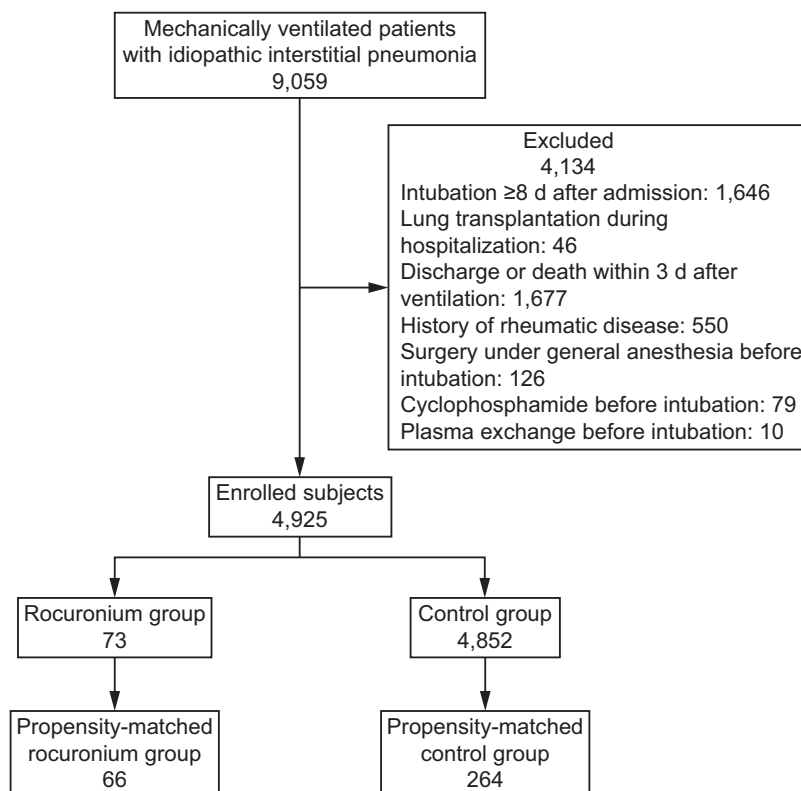 Mechanically ventilated patients
with idiopathic interstitial pneumonia
9,059
Excluded
4,134
Intubation ≥8 d after admission: 1,646
Lung transplantation during
hospitalization: 46
Discharge or death within 3 d after
ventilation: 1,677
History of rheumatic disease: 550
Surgery under general anesthesia before
intubation: 126
Cyclophosphamide before intubation: 79
Plasma exchange before intubation: 10
Enrolled subjects
4,925
Rocuronium group
73
Control group
4,852
Propensity-matched
rocuronium group
66
Propensity-matched
control group
264